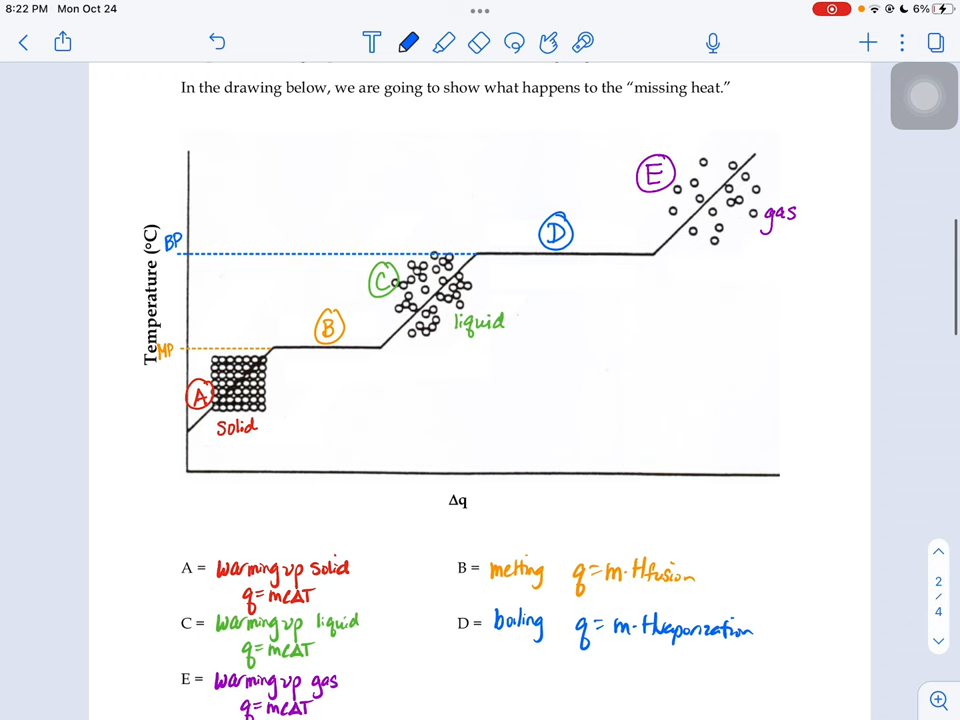 8:22 PM Mon Oct 24
6%
T
In the drawing below, we are going to show what happens to the “missing heat.”
E
gas
BP
D
C
liquid
B
MP
A
Solid
Temperature (°C)
Δq
A = warming up solid
q = mCΔT
B = melting q = m·Hfusion
C = warming up liquid
q = mCΔT
D = boiling q = m·Hvaporization
E = warming up gas
q = mCΔT
2
/
4